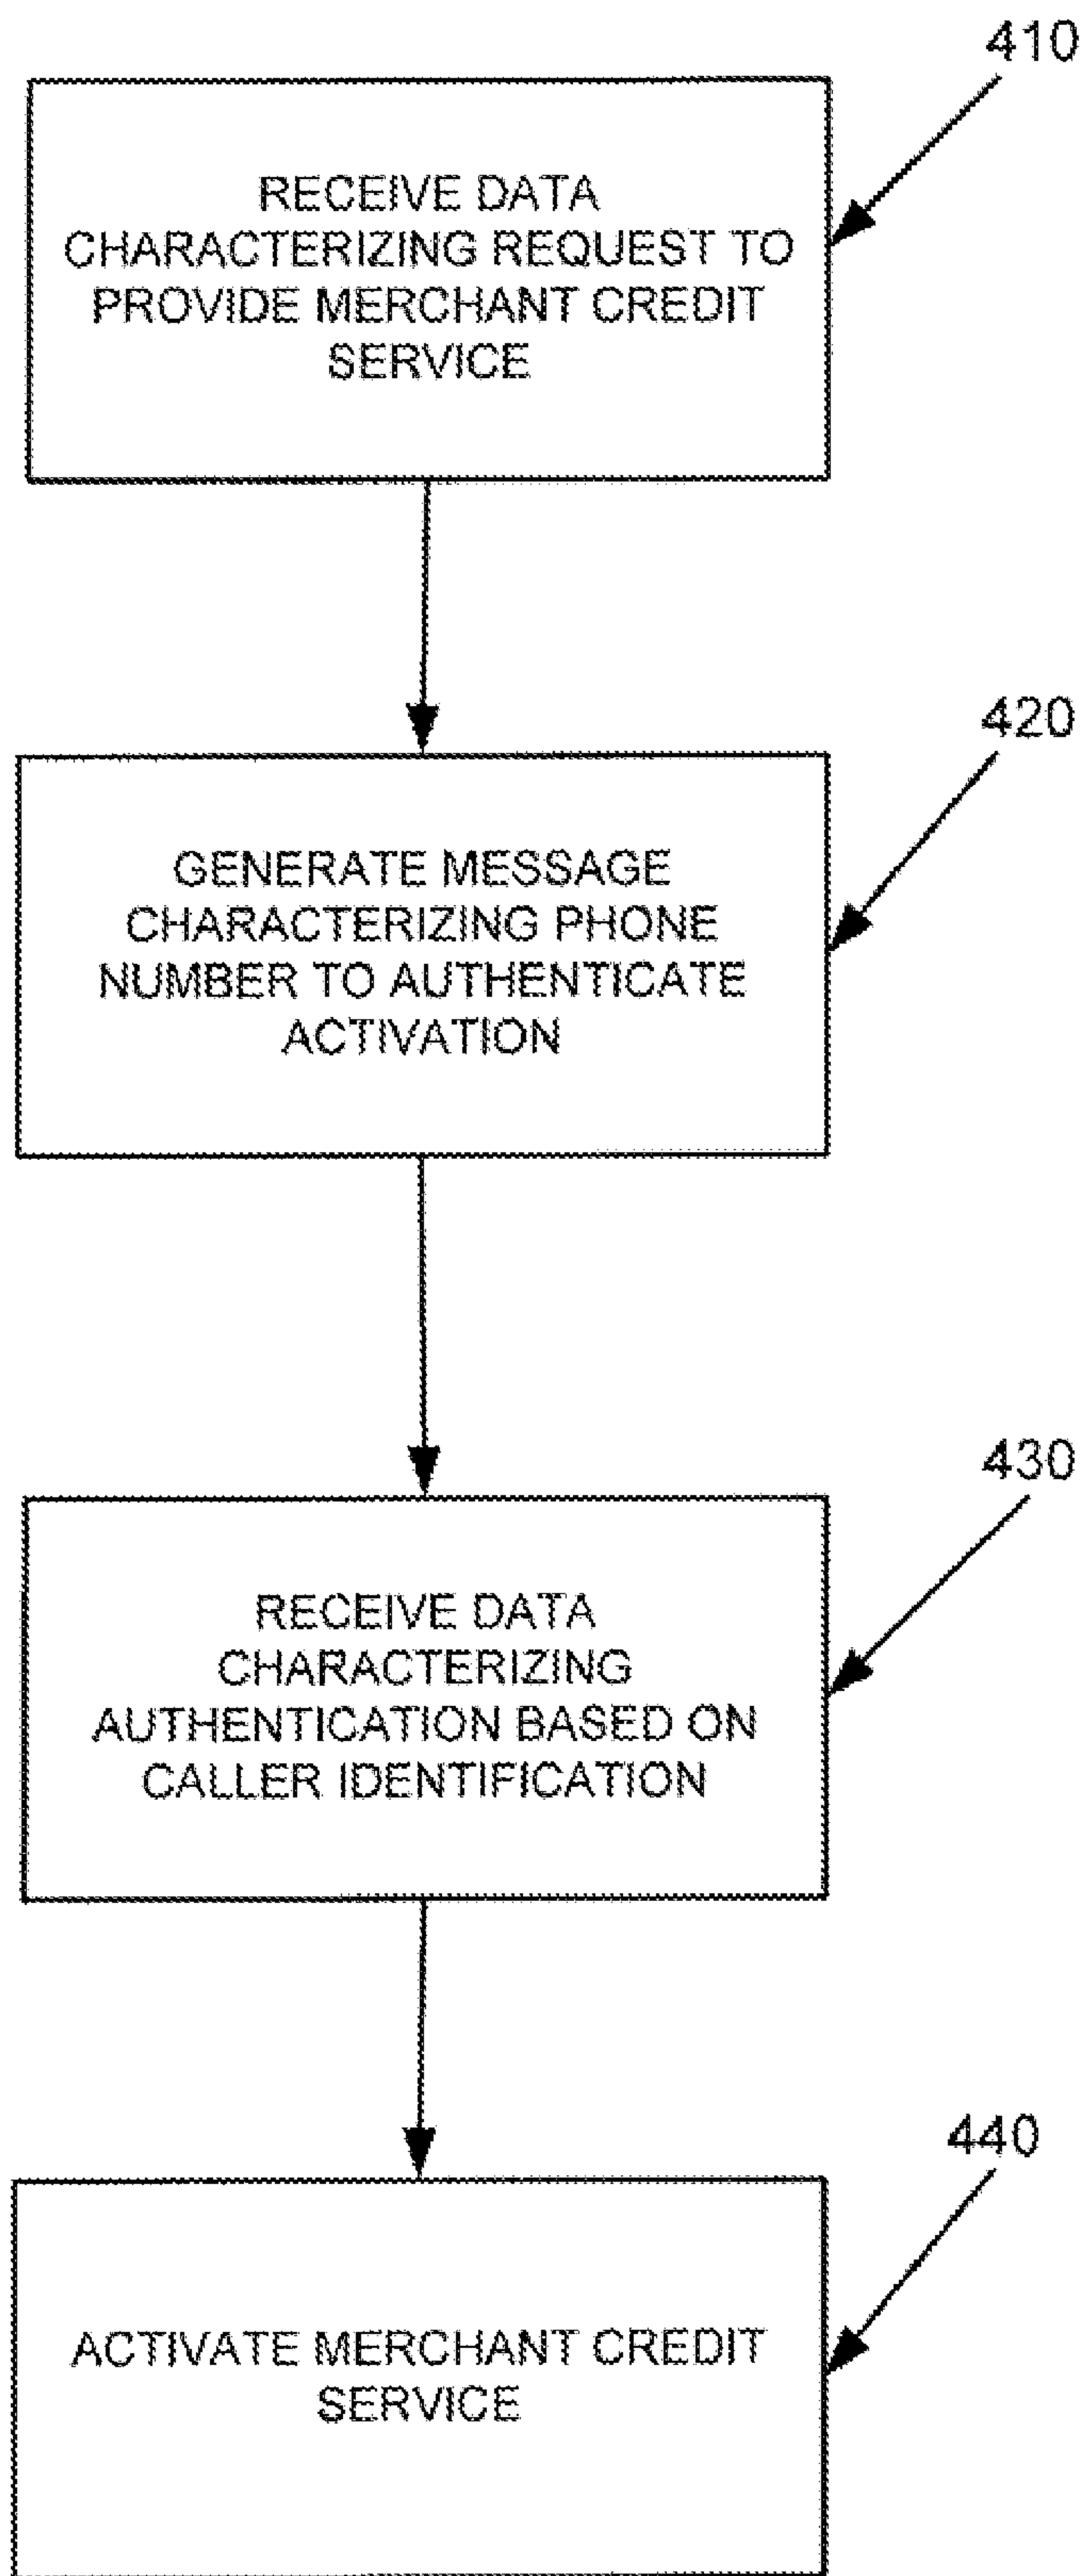 410
RECEIVE DATA
CHARACTERIZING REQUEST TO
PROVIDE MERCHANT CREDIT
SERVICE
420
GENERATE MESSAGE
CHARACTERIZING PHONE
NUMBER TO AUTHENTICATE
ACTIVATION
430
RECEIVE DATA
CHARACTERIZING
AUTHENTICATION BASED ON
CALLER IDENTIFICATION
440
ACTIVATE MERCHANT CREDIT
SERVICE